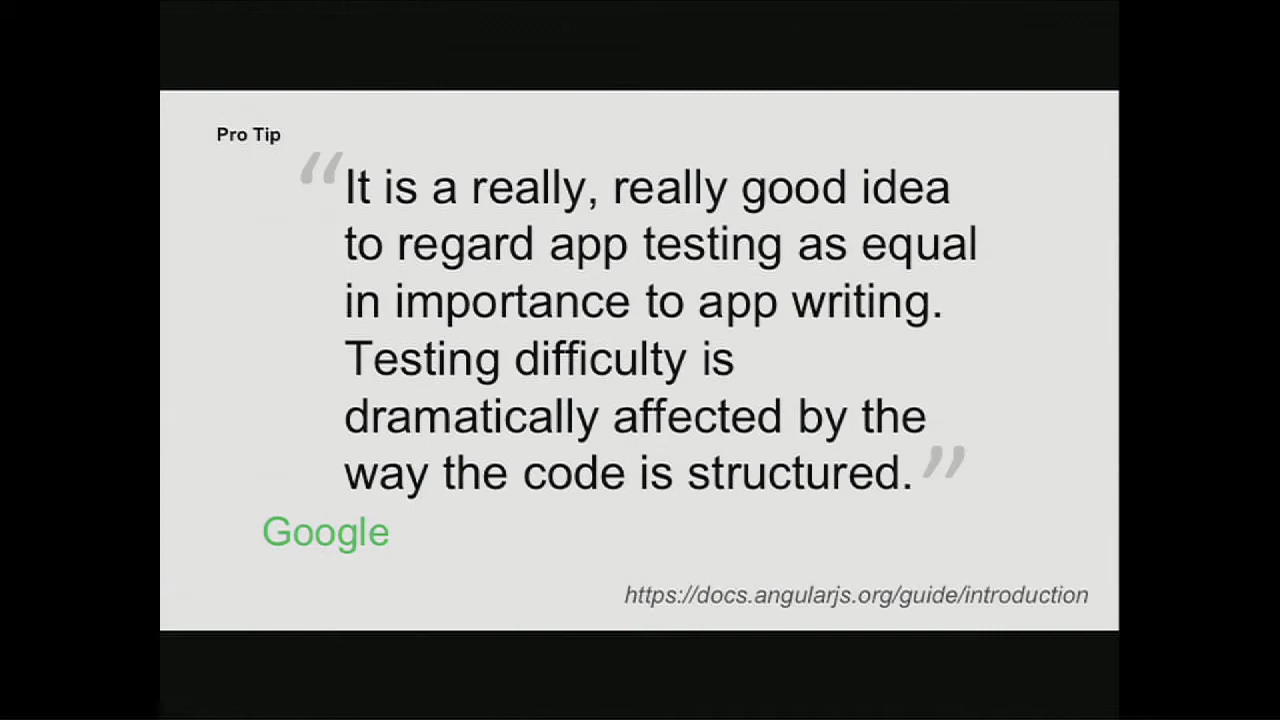 Pro Tip
“It is a really, really good idea
to regard app testing as equal
in importance to app writing.
Testing difficulty is
dramatically affected by the
way the code is structured.”
Google
https://docs.angularjs.org/guide/introduction